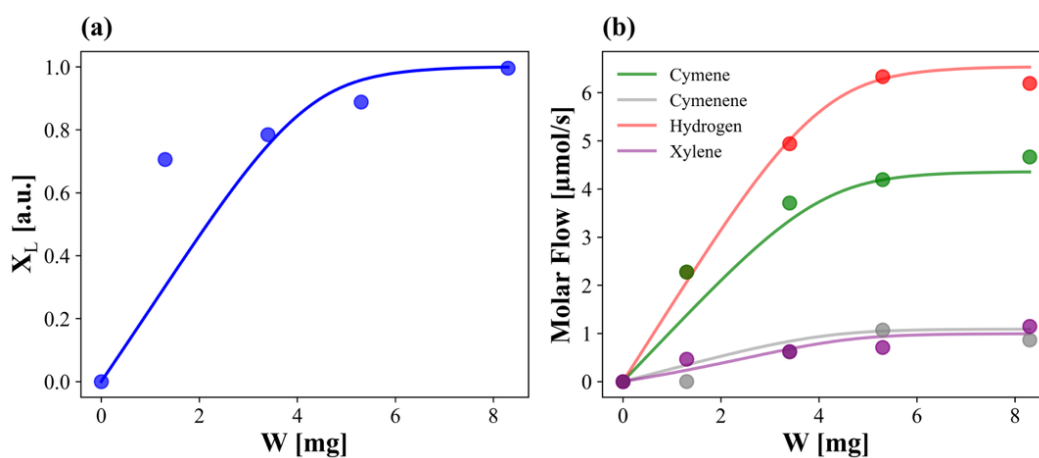 (a)
X_L [a.u.]
1.0
0.8
0.6
0.4
0.2
0.0
0 2 4 6 8
W [mg]
(b)
Molar Flow [μmol/s]
6
5
4
3
2
1
0
Cymene
Cymenene
Hydrogen
Xylene
0 2 4 6 8
W [mg]